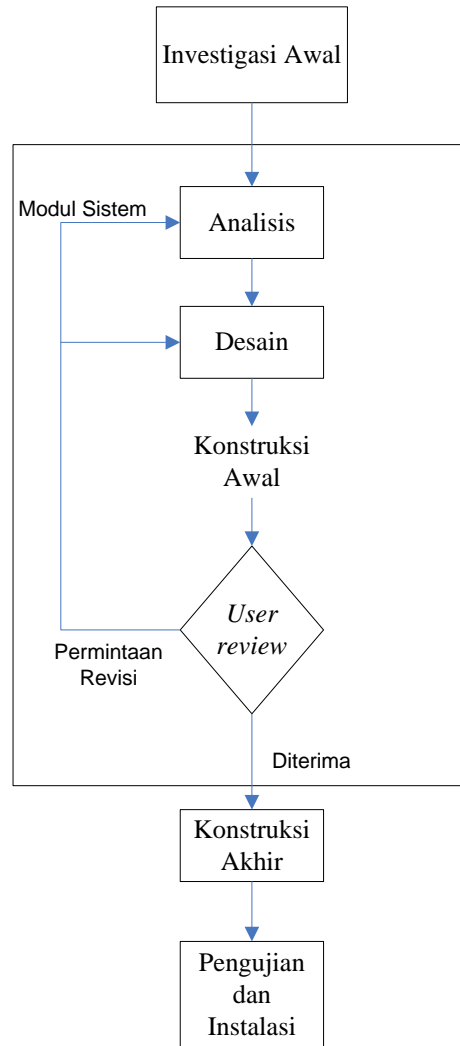 Investigasi Awal
Modul Sistem
Analisis
Desain
Konstruksi
Awal
User
review
Permintaan
Revisi
Diterima
Konstruksi
Akhir
Pengujian
dan
Instalasi